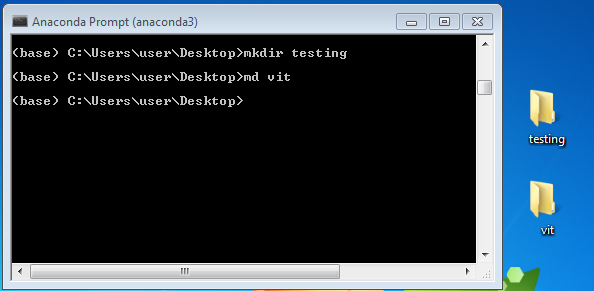 Anaconda Prompt (anaconda3)
(base) C:\Users\user\Desktop>mkdir testing
(base) C:\Users\user\Desktop>md vit
(base) C:\Users\user\Desktop>
testing
vit